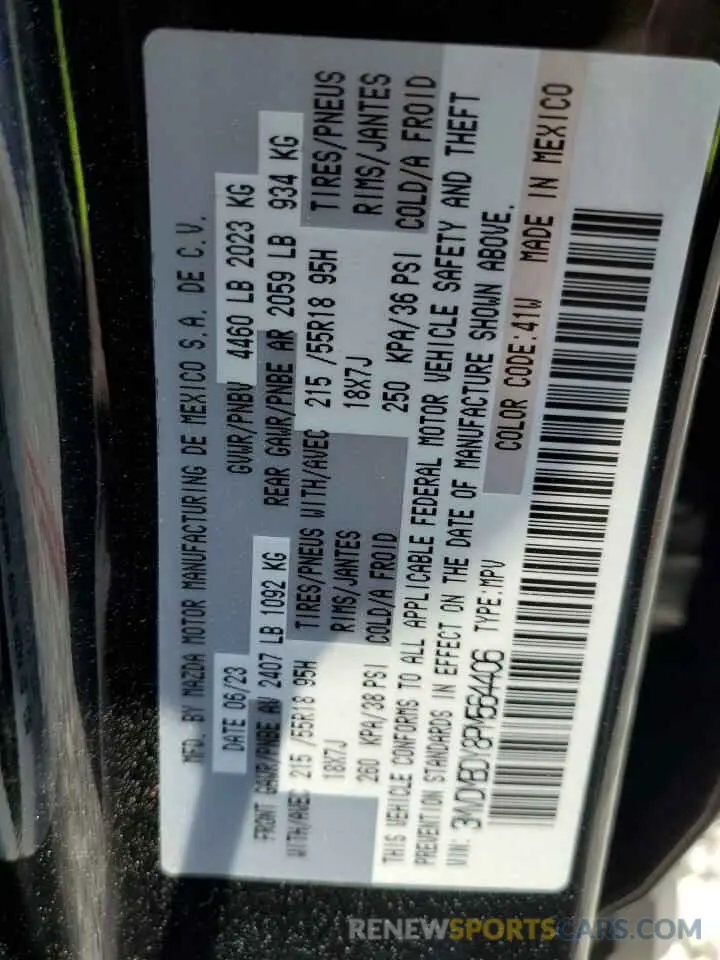 MFD. BY MAZDA MOTOR MANUFACTURING DE MEXICO S.A. DE C.V.
DATE 06/23 GVWR/PNBV 4460 LB 2023 KG
FRONT GAWR/PNBE AV 2407 LB 1092 KG REAR GAWR/PNBE AR 2059 LB 934 KG
WITH/AVEC 215 /55R18 95H TIRES/PNEUS WITH/AVEC 215 /55R18 95H TIRES/PNEUS
18X7J RIMS/JANTES 18X7J RIMS/JANTES
260 KPA/38 PSI COLD/A FROID 250 KPA/36 PSI COLD/A FROID
THIS VEHICLE CONFORMS TO ALL APPLICABLE FEDERAL MOTOR VEHICLE SAFETY AND THEFT
PREVENTION STANDARDS IN EFFECT ON THE DATE OF MANUFACTURE SHOWN ABOVE.
VIN: 3MVDMBDV8PM564406 TYPE:MPV COLOR CODE:41W MADE IN MEXICO
RENEWSPORTSCARS.COM